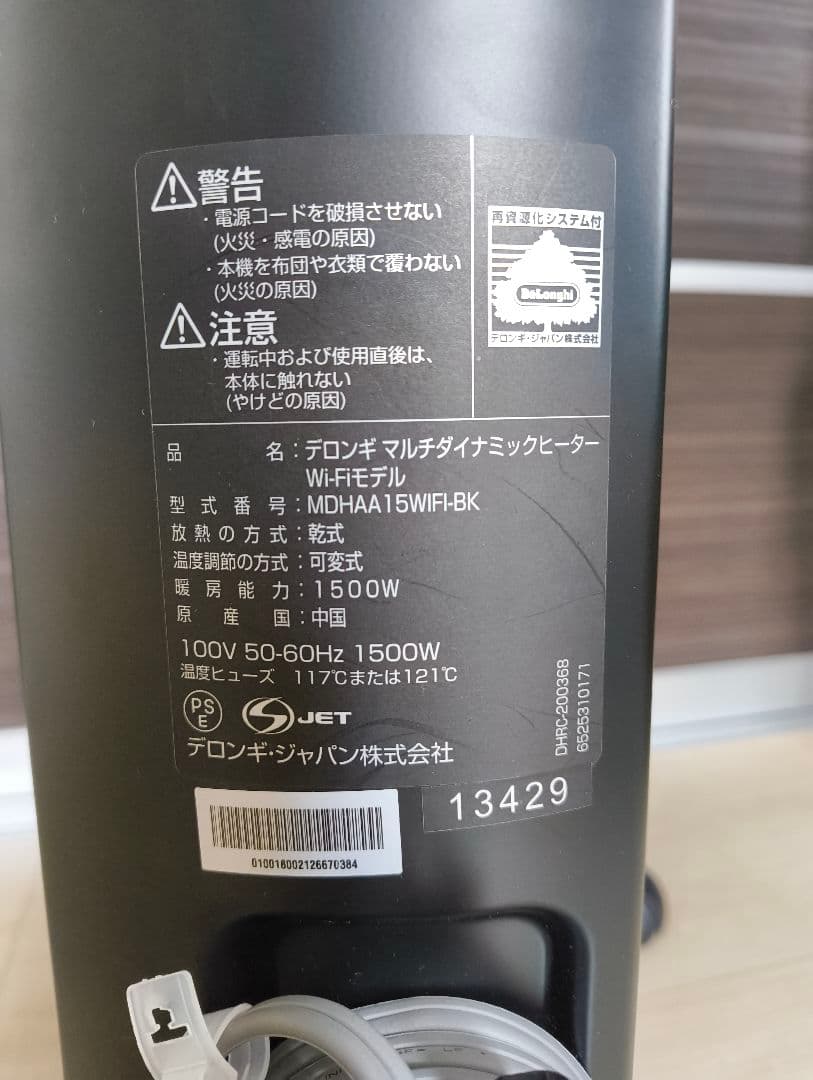 警告
・電源コードを破損させない
(火災・感電の原因)
・本機を布団や衣類で覆わない
(火災の原因)
注意
・運転中および使用直後は、
本体に触れない
(やけどの原因)
再資源化システム付
DeLonghi
デロンギ・ジャパン株式会社
品名：デロンギ マルチダイナミックヒーター
Wi-Fiモデル
型式番号：MDHAA15WIFI-BK
放熱の方式：乾式
温度調節の方式：可変式
暖房能力：1500W
原産国：中国
100V 50-60Hz 1500W
温度ヒューズ 117℃または121℃
PS
E
JET
デロンギ・ジャパン株式会社
DHRC-20036B
6525310171
13429
010018002126670384